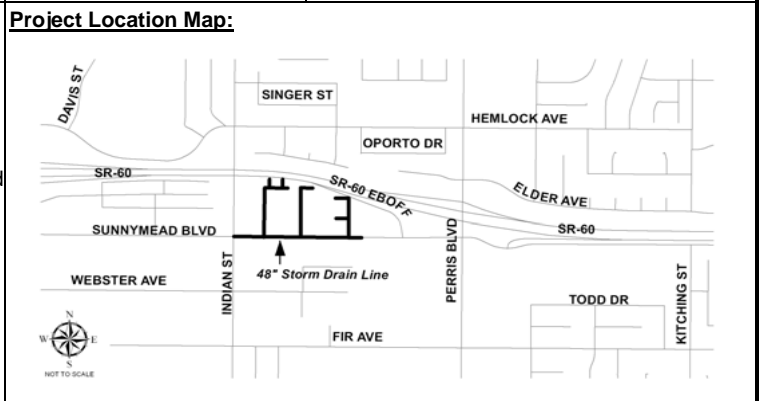 Project Location Map:
DAVIS ST
SINGER ST
HEMLOCK AVE
OPORTO DR
SR-60
SR-60 EBOFF
ELDER AVE
SUNNYMEAD BLVD
SR-60
48" Storm Drain Line
WEBSTER AVE
INDIAN ST
PERRIS BLVD
TODD DR
KITCHING ST
FIR AVE
N
W
E
S
NOT TO SCALE